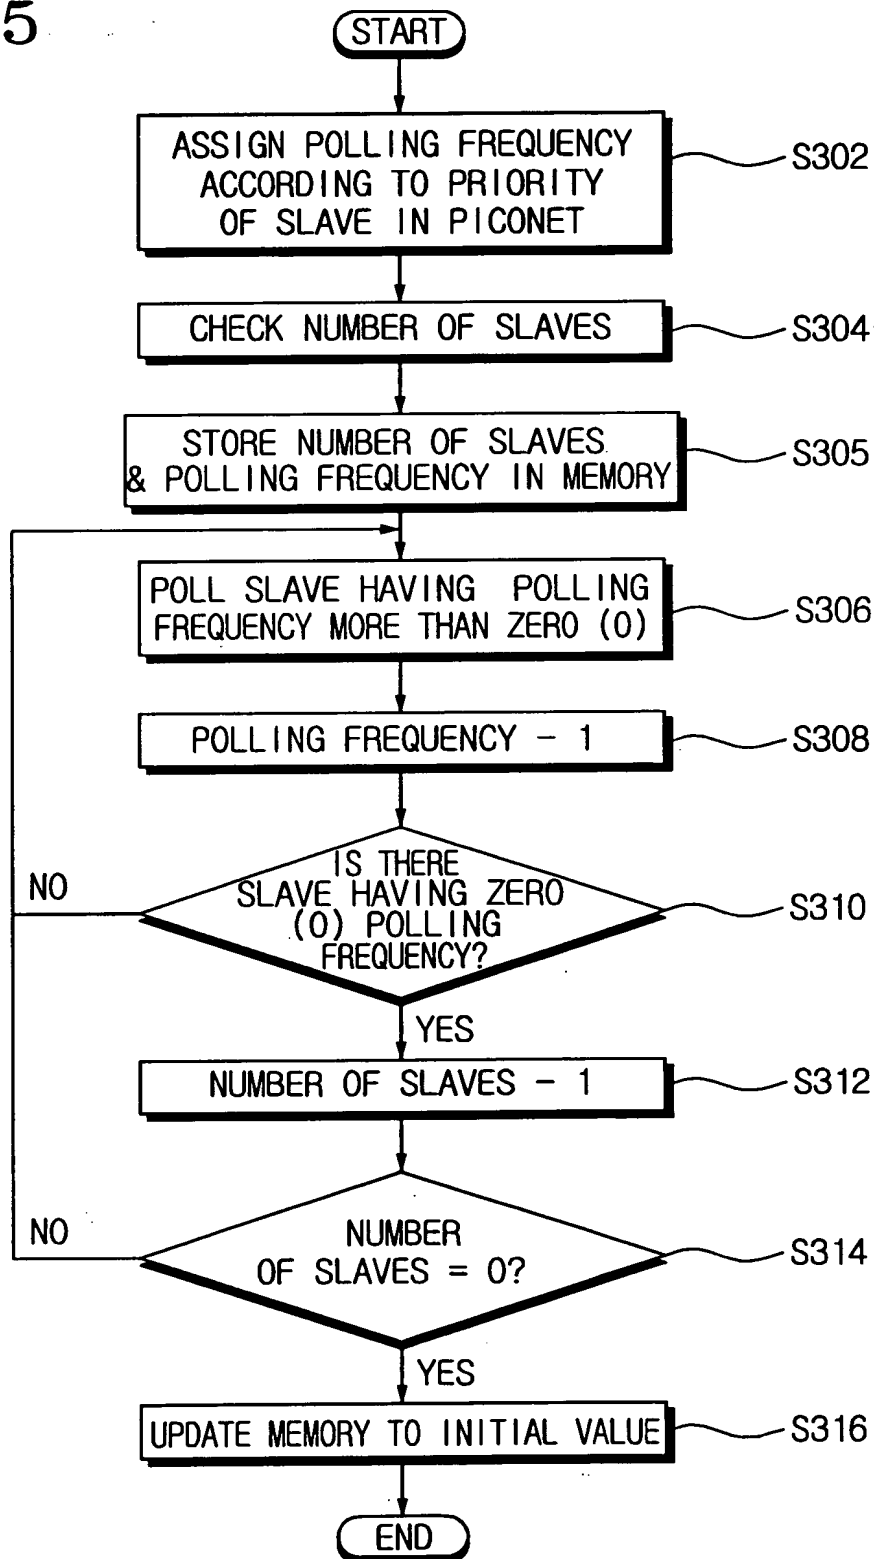 5
START
ASSIGN POLLING FREQUENCY
ACCORDING TO PRIORITY
OF SLAVE IN PICONET
S302
CHECK NUMBER OF SLAVES
S304
STORE NUMBER OF SLAVES
& POLLING FREQUENCY IN MEMORY
S305
POLL SLAVE HAVING POLLING
FREQUENCY MORE THAN ZERO (0)
S306
POLLING FREQUENCY - 1
S308
IS THERE
SLAVE HAVING ZERO
(0) POLLING
FREQUENCY?
S310
NO
YES
NUMBER OF SLAVES - 1
S312
NUMBER
OF SLAVES = 0?
S314
NO
YES
UPDATE MEMORY TO INITIAL VALUE
S316
END